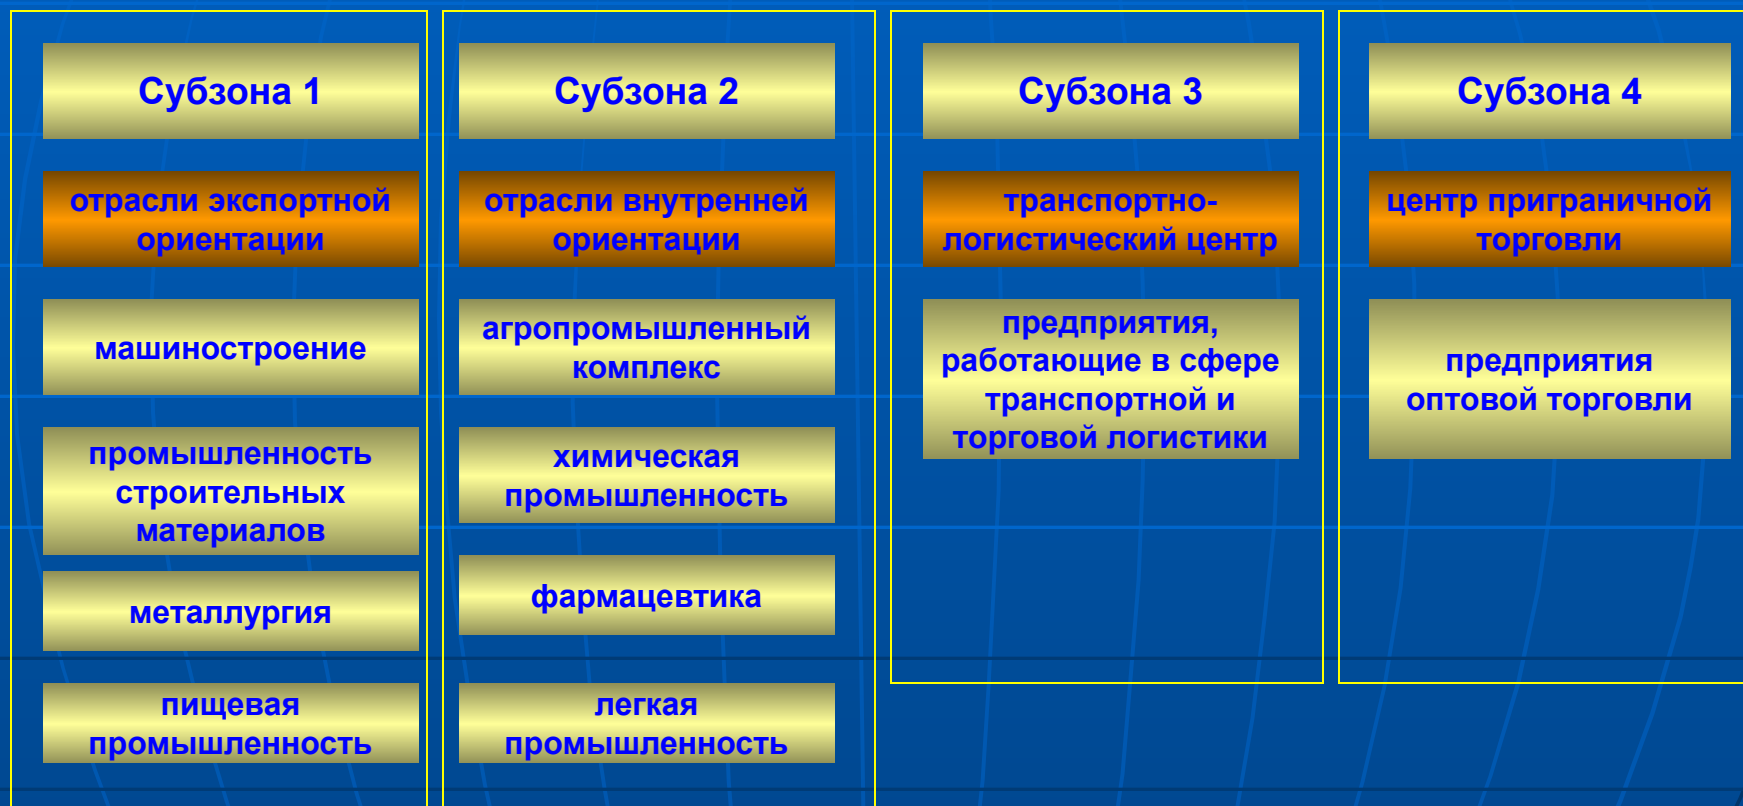 Субзона 1
отрасли экспортной
ориентации
машиностроение
промышленность
строительных
материалов
металлургия
пищевая
промышленность
Субзона 2
отрасли внутренней
ориентации
агропромышленный
комплекс
химическая
промышленность
фармацевтика
легкая
промышленность
Субзона 3
транспортно-
логистический центр
предприятия,
работающие в сфере
транспортной и
торговой логистики
Субзона 4
центр приграничной
торговли
предприятия
оптовой торговли